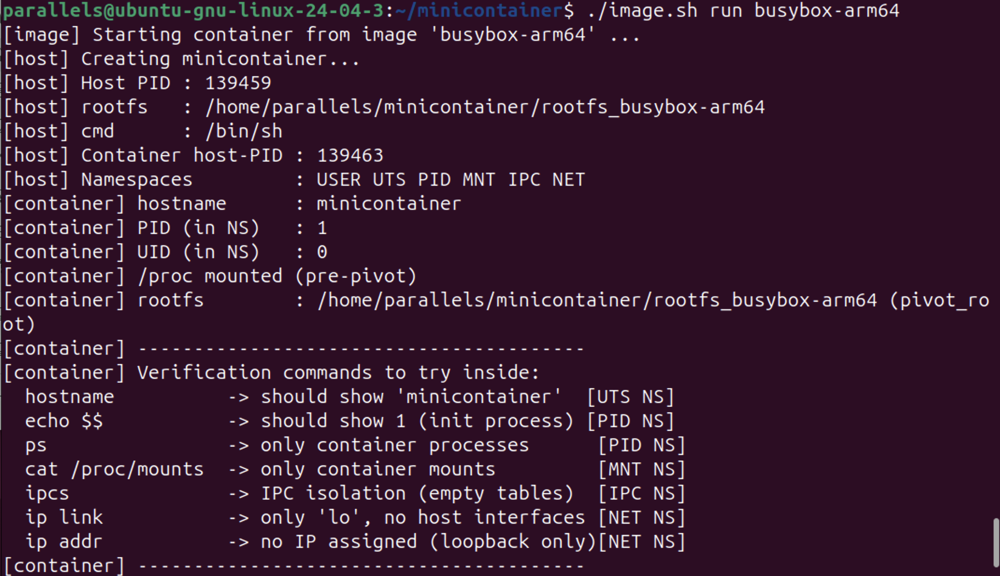 parallels@ubuntu-gnu-linux-24-04-3:~/minicontainer$ ./image.sh run busybox-arm64
[image] Starting container from image 'busybox-arm64' ...
[host] Creating minicontainer...
[host] Host PID : 139459
[host] rootfs   : /home/parallels/minicontainer/rootfs_busybox-arm64
[host] cmd      : /bin/sh
[host] Container host-PID : 139463
[host] Namespaces         : USER UTS PID MNT IPC NET
[container] hostname      : minicontainer
[container] PID (in NS)   : 1
[container] UID (in NS)   : 0
[container] /proc mounted (pre-pivot)
[container] rootfs        : /home/parallels/minicontainer/rootfs_busybox-arm64 (pivot_ro
ot)
[container] ----------------------------------------
[container] Verification commands to try inside:
  hostname          -> should show 'minicontainer'  [UTS NS]
  echo $$           -> should show 1 (init process) [PID NS]
  ps                -> only container processes      [PID NS]
  cat /proc/mounts  -> only container mounts         [MNT NS]
  ipcs              -> IPC isolation (empty tables)  [IPC NS]
  ip link           -> only 'lo', no host interfaces [NET NS]
  ip addr           -> no IP assigned (loopback only)[NET NS]
[container] ----------------------------------------